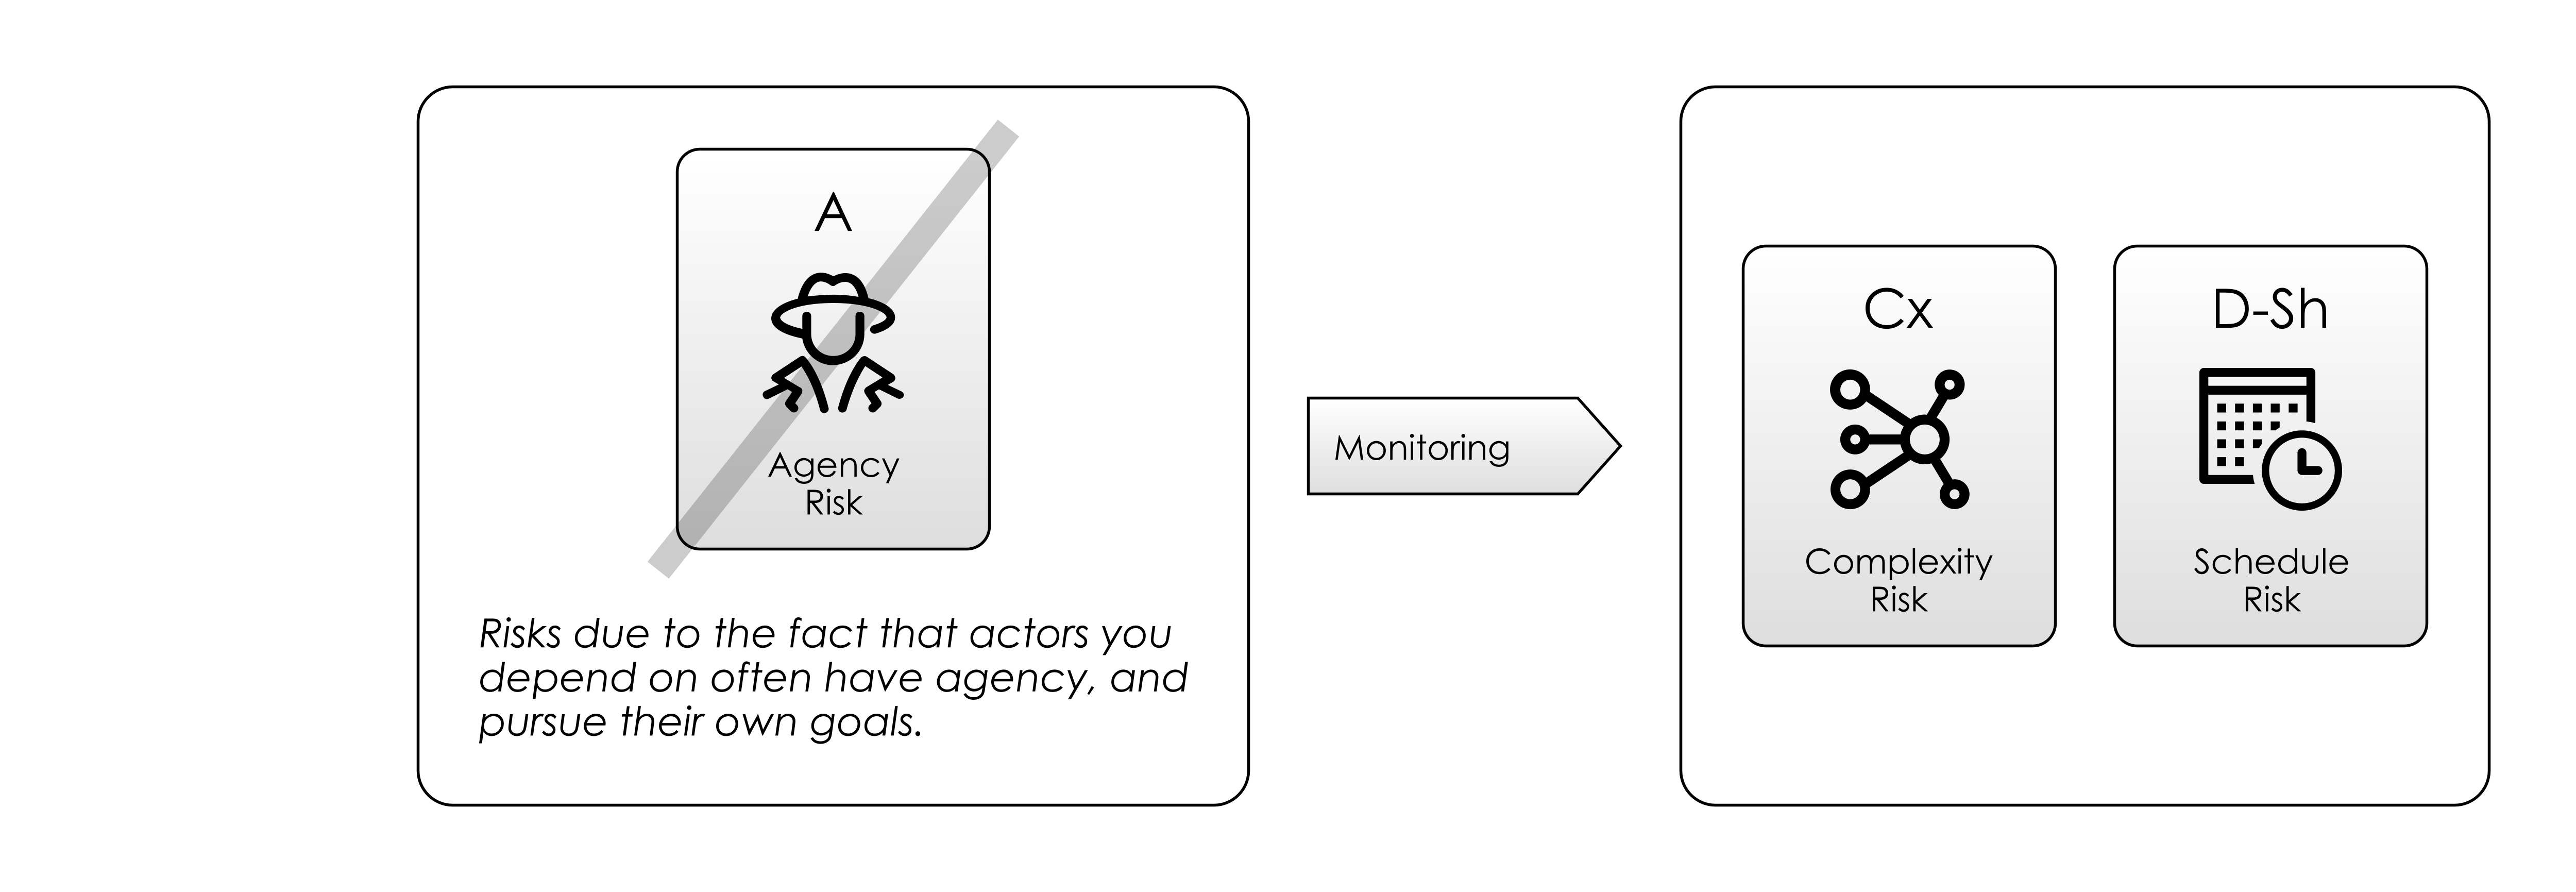 A
Agency
Risk
Risks due to the fact that actors you
depend on often have agency, and
pursue their own goals.
Monitoring
Cx
Complexity
Risk
D-Sh
Schedule
Risk